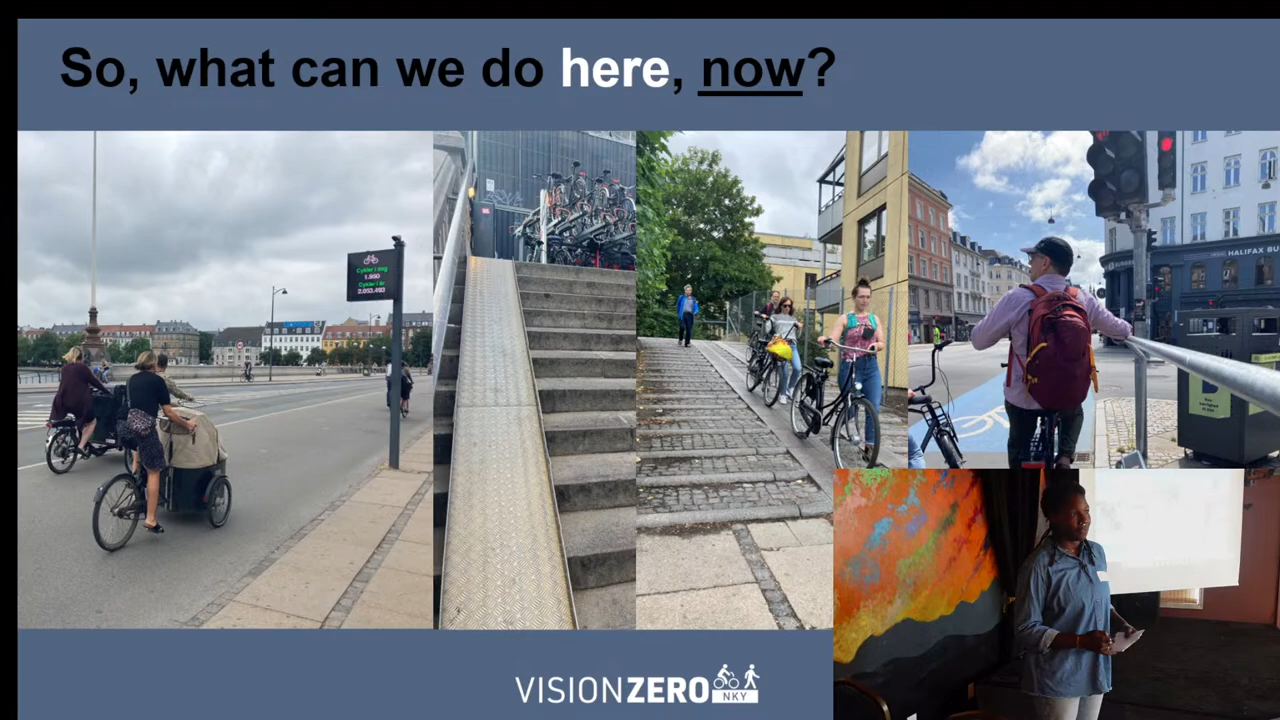 So, what can we do here, now?
Cykler i dag
1.960
Cykler i år
2.053.493
HALIFAX BU
VISIONZERO
NKY